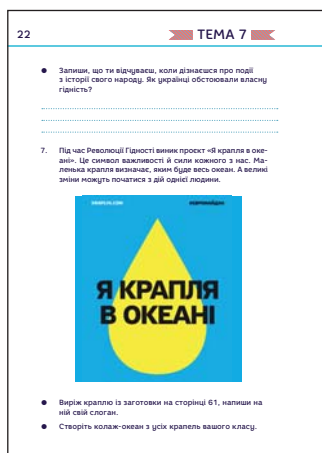 22
ТЕМА 7
● Запиши, що ти відчуваєш, коли дізнаєшся про події
з історії свого народу. Як українці обстоювали власну
гідність?
7. Під час Революції Гідності виник проєкт «Я крапля в оке-
ані». Це символ важливості й сили кожного з нас. Ма-
ленька крапля визначає, яким буде весь океан. А великі
зміни можуть початися з дій однієї людини.
Я КРАПЛЯ
В ОКЕАНІ
● Виріж краплю із заготовки на сторінці 61, напиши на
ній свій слоган.
● Створіть колаж-океан з усіх крапель вашого класу.